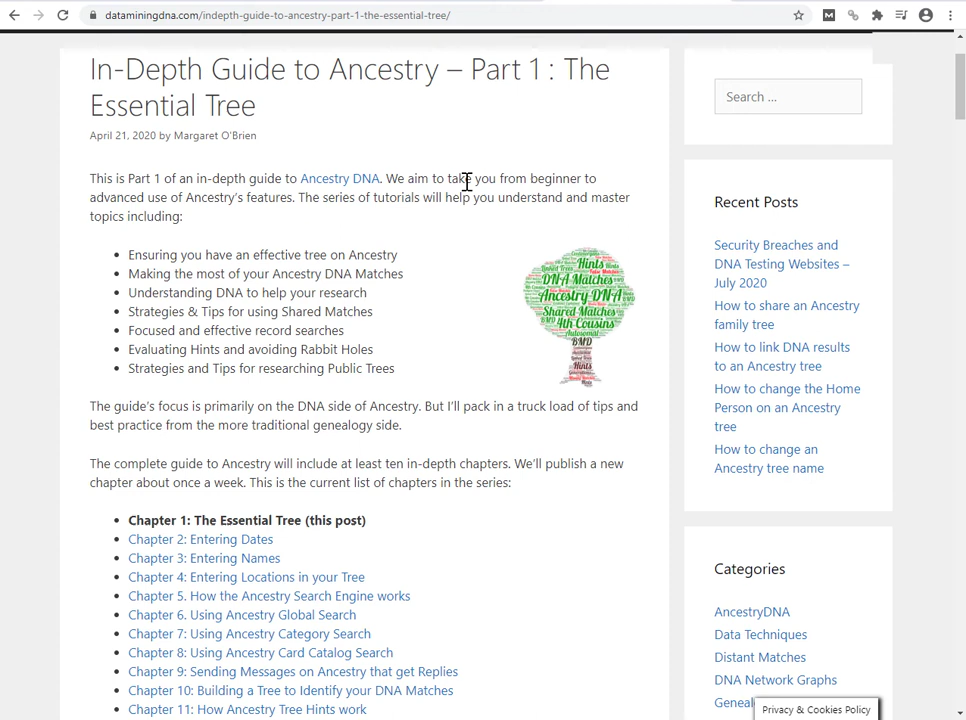 dataminingdna.com/indepth-guide-to-ancestry-part-1-the-essential-tree/
In-Depth Guide to Ancestry – Part 1 : The
Essential Tree
April 21, 2020 by Margaret O'Brien
This is Part 1 of an in-depth guide to Ancestry DNA. We aim to take you from beginner to
advanced use of Ancestry's features. The series of tutorials will help you understand and master
topics including:
Ensuring you have an effective tree on Ancestry
Making the most of your Ancestry DNA Matches
Understanding DNA to help your research
Strategies & Tips for using Shared Matches
Focused and effective record searches
Evaluating Hints and avoiding Rabbit Holes
Strategies and Tips for researching Public Trees
Hints
DNA Matches
Ancestry DNA
Shared Matches
4th Cousins
Autosomal
BMD
Hints
The guide's focus is primarily on the DNA side of Ancestry. But I'll pack in a truck load of tips and
best practice from the more traditional genealogy side.
The complete guide to Ancestry will include at least ten in-depth chapters. We'll publish a new
chapter about once a week. This is the current list of chapters in the series:
Chapter 1: The Essential Tree (this post)
Chapter 2: Entering Dates
Chapter 3: Entering Names
Chapter 4: Entering Locations in your Tree
Chapter 5. How the Ancestry Search Engine works
Chapter 6. Using Ancestry Global Search
Chapter 7: Using Ancestry Category Search
Chapter 8: Using Ancestry Card Catalog Search
Chapter 9: Sending Messages on Ancestry that get Replies
Chapter 10: Building a Tree to Identify your DNA Matches
Chapter 11: How Ancestry Tree Hints work
Search ...
Recent Posts
Security Breaches and
DNA Testing Websites –
July 2020
How to share an Ancestry
family tree
How to link DNA results
to an Ancestry tree
How to change the Home
Person on an Ancestry
tree
How to change an
Ancestry tree name
Categories
AncestryDNA
Data Techniques
Distant Matches
DNA Network Graphs
Geneal
Privacy & Cookies Policy